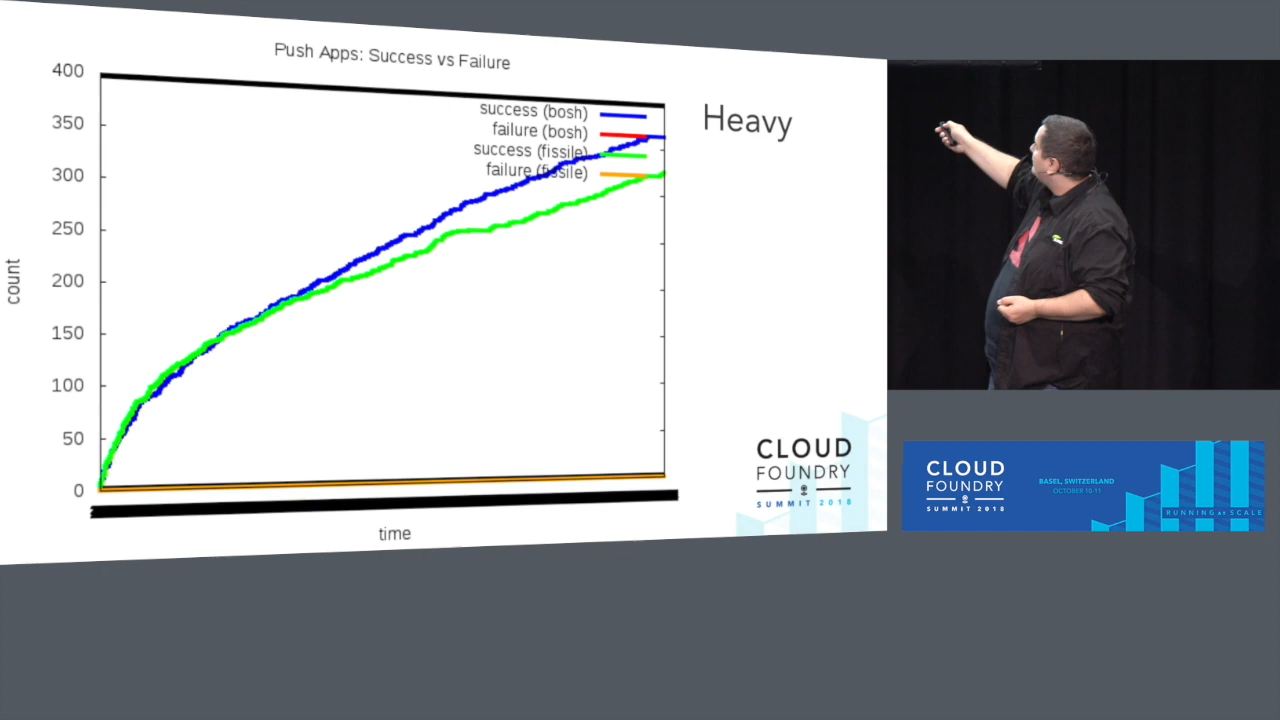 Push Apps: Success vs Failure
400
350
300
250
200
150
100
50
0
count
time
success (bosh)
failure (bosh)
success (fissile)
failure (fissile)
Heavy
CLOUD
FOUNDRY
SUMMIT 2018
CLOUD
FOUNDRY
SUMMIT 2018
BASEL, SWITZERLAND
OCTOBER 10-11
RUNNING AT SCALE